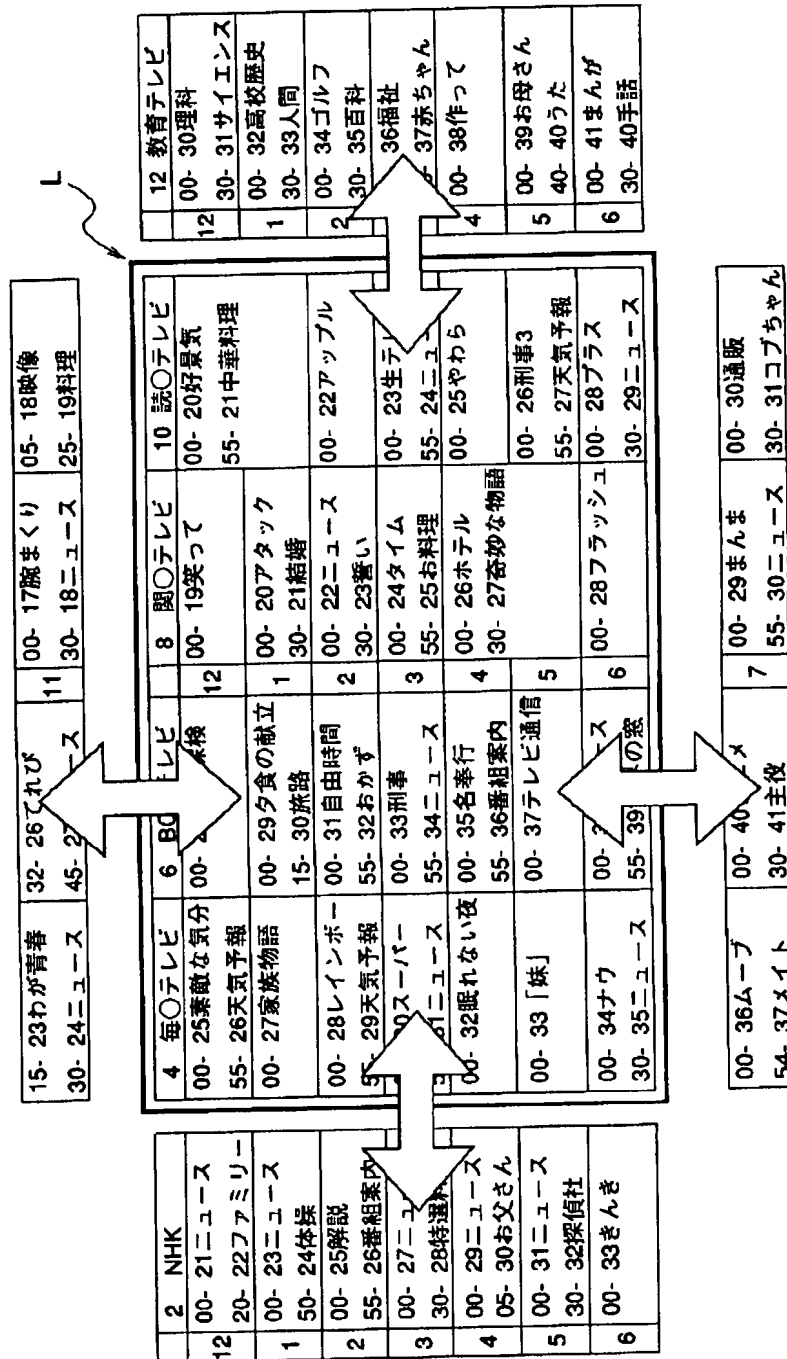 L
15- 23わが青春
30- 24ニュース
32- 26てれび
45- 27
ース
11
00- 17腕まくり
30- 18ニュース
05- 18映像
25- 19料理
2 NHK
12
00- 21ニュース
20- 22ファミリー
1
00- 23ニュース
50- 24体操
2
00- 25解説
55- 26番組案内
3
00- 27ニュ
30- 28特選
4
00- 29ニュース
05- 30お父さん
5
00- 31ニュース
30- 32探偵社
6
00- 33きんき
4 毎〇テレビ
00- 25素敵な気分
55- 26天気予報
00- 27家族物語
00- 28レインボー
55- 29天気予報
30スーパー
31ニュース
00- 32眠れない夜
00- 33「妹」
00- 34ナウ
30- 35ニュース
6 BC
テレビ
00- 2
探検
00- 29夕食の献立
15- 30旅路
00- 31自由時間
55- 32おかず
00- 33刑事
55- 34ニュース
00- 35名奉行
55- 36番組案内
00- 37テレビ通信
00- 3
ース
55- 39
の窓
8 関〇テレビ
12
00- 19笑って
1
00- 20アタック
30- 21結婚
2
00- 22ニュース
30- 23誓い
3
00- 24タイム
55- 25お料理
4
00- 26ホテル
30- 27奇妙な物語
5
6
00- 28フラッシュ
10 読〇テレビ
00- 20好景気
55- 21中華料理
00- 22アップル
00- 23生テレ
55- 24ニュ
00- 25やわら
00- 26刑事3
55- 27天気予報
00- 28プラス
30- 29ニュース
12 教育テレビ
12
00- 30理科
30- 31サイエンス
1
00- 32高校歴史
30- 33人間
2
00- 34ゴルフ
30- 35百科
36福祉
37赤ちゃん
4
00- 38作って
5
00- 39お母さん
40- 40うた
6
00- 41まんが
30- 40手話
00- 36ムーブ
54- 37メイト
00- 40
メ
30- 41主役
7
00- 29まんま
55- 30ニュース
00- 30通販
30- 31コブちゃん